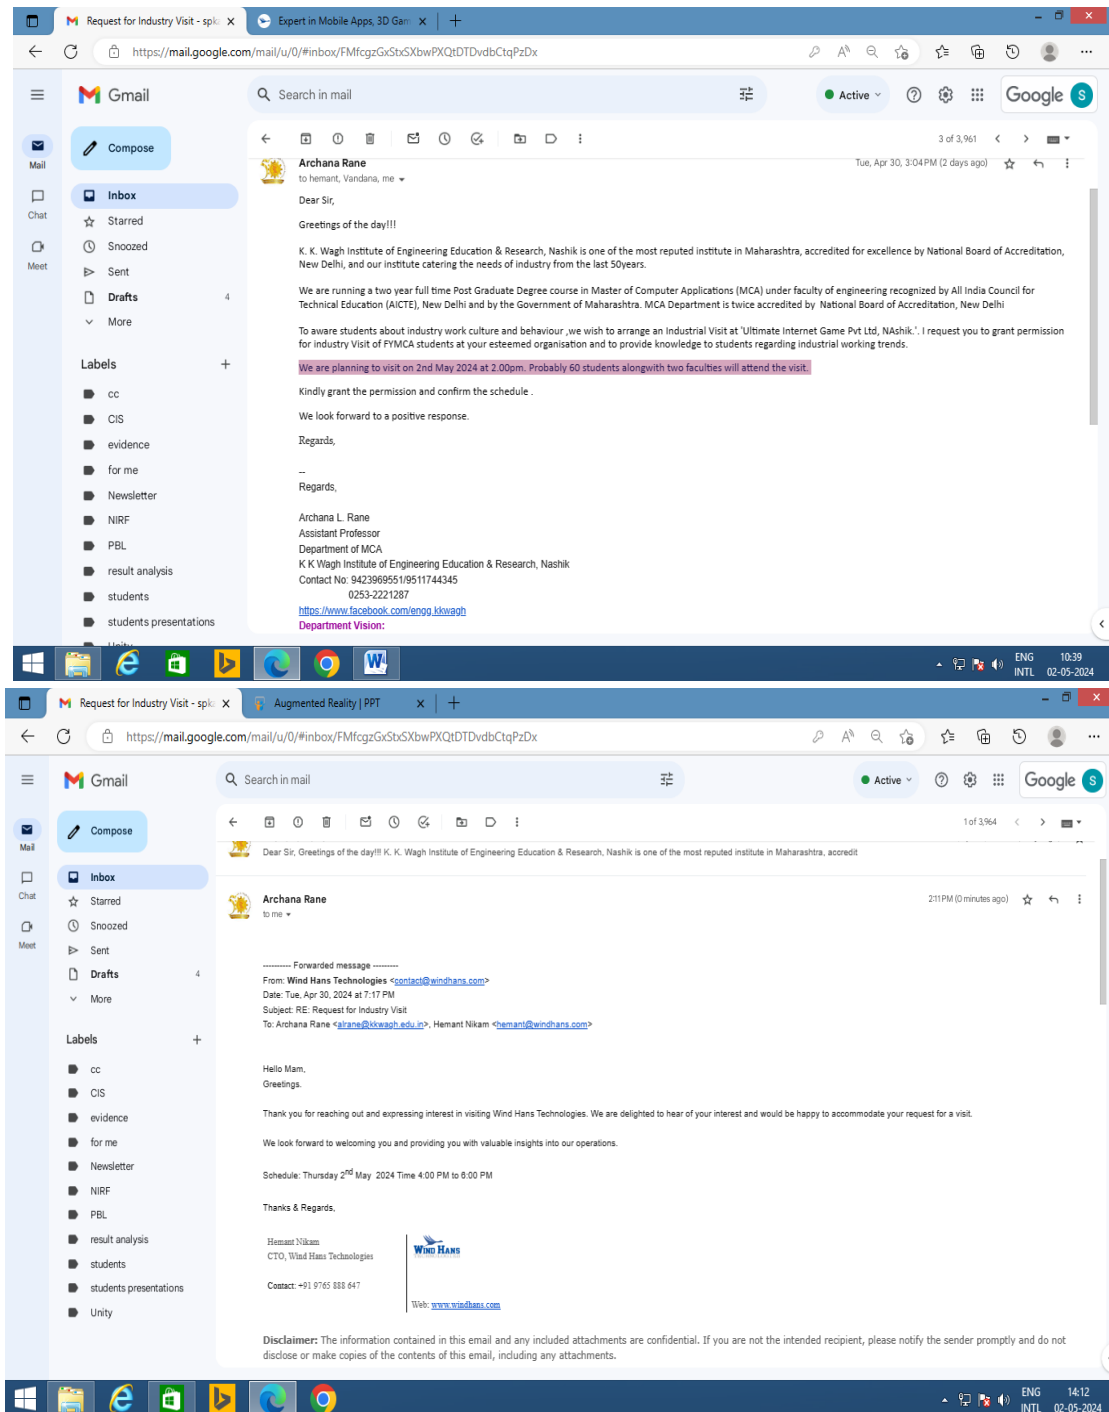 Request for Industry Visit - spk
Expert in Mobile Apps, 3D Gam
https://mail.google.com/mail/u/0/#inbox/FMfcgzGxStxSXbwPXQtDTDvdbCtqPzDx
Gmail
Search in mail
Active
Google S
Compose
3 of 3,961
Mail
Chat
Meet
Inbox
Starred
Snoozed
Sent
Drafts 4
More
Labels +
cc
CIS
evidence
for me
Newsletter
NIRF
PBL
result analysis
students
students presentations
Unity
Archana Rane
Tue, Apr 30, 3:04 PM (2 days ago)
to hemant, Vandana, me
Dear Sir,
Greetings of the day!!!
K. K. Wagh Institute of Engineering Education & Research, Nashik is one of the most reputed institute in Maharashtra, accredited for excellence by National Board of Accreditation,
New Delhi, and our institute catering the needs of industry from the last 50years.
We are running a two year full time Post Graduate Degree course in Master of Computer Applications (MCA) under faculty of engineering recognized by All India Council for
Technical Education (AICTE), New Delhi and by the Government of Maharashtra. MCA Department is twice accredited by National Board of Accreditation, New Delhi
To aware students about industry work culture and behaviour ,we wish to arrange an Industrial Visit at 'Ultimate Internet Game Pvt Ltd, NAshik.'. I request you to grant permission
for industry Visit of FYMCA students at your esteemed organisation and to provide knowledge to students regarding industrial working trends.
We are planning to visit on 2nd May 2024 at 2.00pm. Probably 60 students alongwith two faculties will attend the visit.
Kindly grant the permission and confirm the schedule .
We look forward to a positive response.
Regards,
--
Regards,
Archana L. Rane
Assistant Professor
Department of MCA
K K Wagh Institute of Engineering Education & Research, Nashik
Contact No: 9423969551/9511744345
0253-2221287
https://www.facebook.com/engg.kkwagh
Department Vision:
ENG 10:39
INTL 02-05-2024
Request for Industry Visit - spk
Augmented Reality | PPT
https://mail.google.com/mail/u/0/#inbox/FMfcgzGxStxSXbwPXQtDTDvdbCtqPzDx
Gmail
Search in mail
Active
Google S
Compose
1 of 3,964
Mail
Chat
Meet
Inbox
Starred
Snoozed
Sent
Drafts 4
More
Labels +
cc
CIS
evidence
for me
Newsletter
NIRF
PBL
result analysis
students
students presentations
Unity
Dear Sir, Greetings of the day!!! K. K. Wagh Institute of Engineering Education & Research, Nashik is one of the most reputed institute in Maharashtra, accredit
Archana Rane
2:11 PM (0 minutes ago)
to me
---------- Forwarded message ---------
From: Wind Hans Technologies <contact@windhans.com>
Date: Tue, Apr 30, 2024 at 7:17 PM
Subject: RE: Request for Industry Visit
To: Archana Rane <alrane@kkwagh.edu.in>, Hemant Nikam <hemant@windhans.com>
Hello Mam,
Greetings.
Thank you for reaching out and expressing interest in visiting Wind Hans Technologies. We are delighted to hear of your interest and would be happy to accommodate your request for a visit.
We look forward to welcoming you and providing you with valuable insights into our operations.
Schedule: Thursday 2nd May 2024 Time 4:00 PM to 6:00 PM
Thanks & Regards,
Hemant Nikam
CTO, Wind Hans Technologies
Contact: +91 9765 888 647
WIND HANS
Web: www.windhans.com
Disclaimer: The information contained in this email and any included attachments are confidential. If you are not the intended recipient, please notify the sender promptly and do not
disclose or make copies of the contents of this email, including any attachments.
ENG 14:12
INTL 02-05-2024